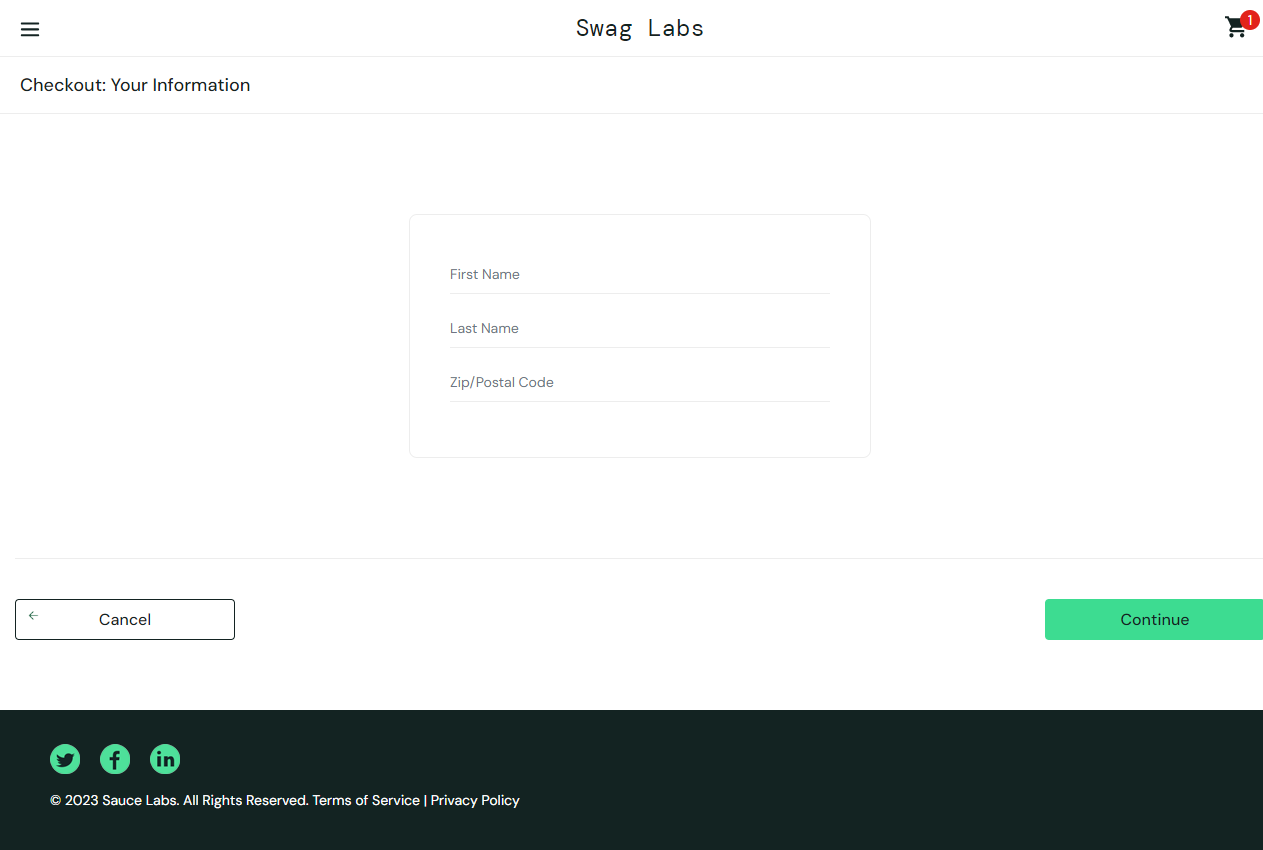 Swag Labs
1
Checkout: Your Information
First Name
Last Name
Zip/Postal Code
Cancel
Continue
© 2023 Sauce Labs. All Rights Reserved. Terms of Service | Privacy Policy